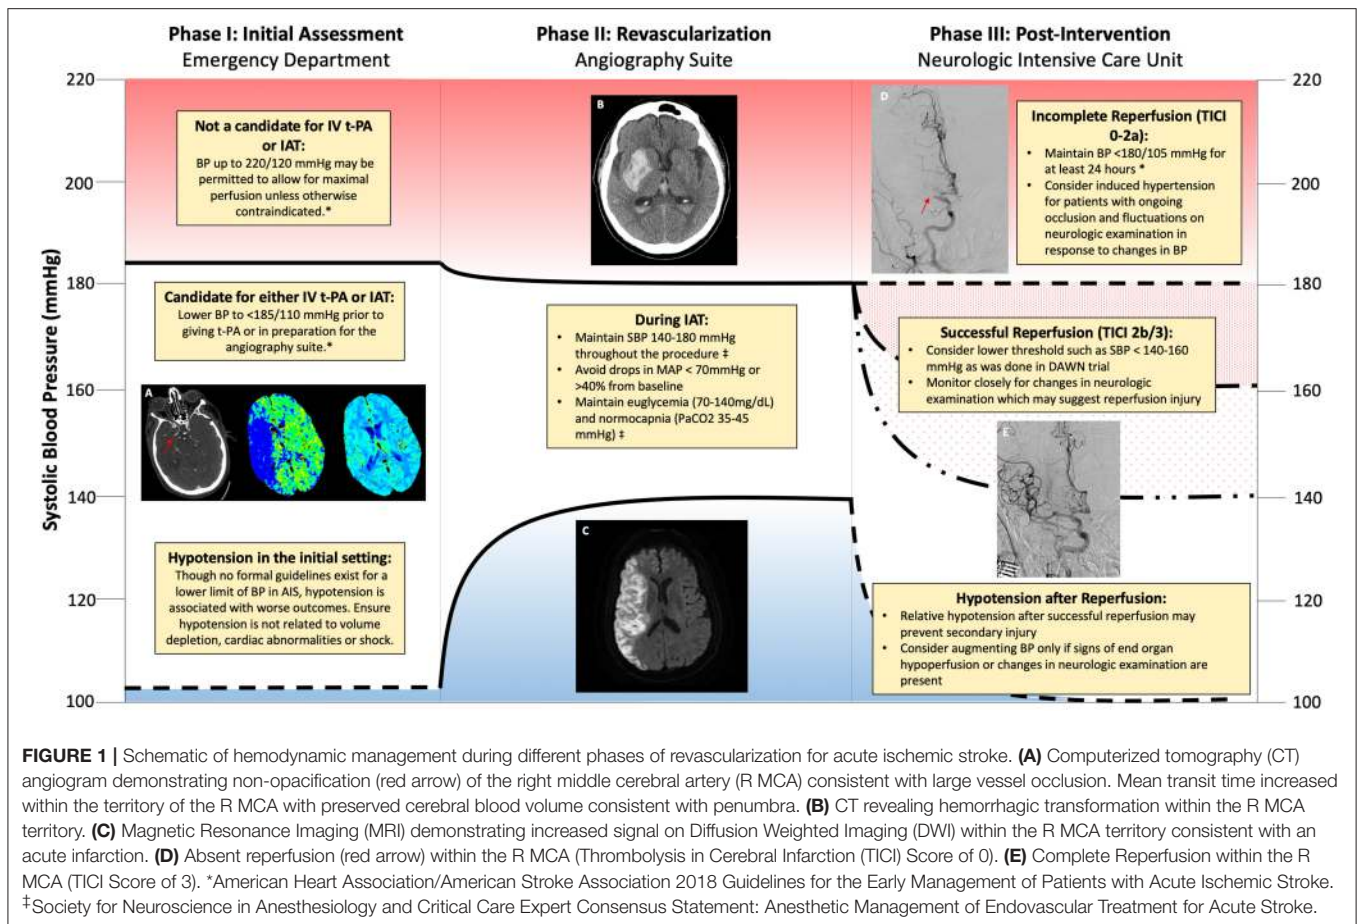 Phase I: Initial Assessment
Emergency Department
Phase II: Revascularization
Angiography Suite
Phase III: Post-Intervention
Neurologic Intensive Care Unit
Systolic Blood Pressure (mmHg)
220
200
180
160
140
120
100
Not a candidate for IV t-PA
or IAT:
BP up to 220/120 mmHg may be
permitted to allow for maximal
perfusion unless otherwise
contraindicated.*
Candidate for either IV t-PA or IAT:
Lower BP to <185/110 mmHg prior to
giving t-PA or in preparation for the
angiography suite.*
A
Hypotension in the initial setting:
Though no formal guidelines exist for a
lower limit of BP in AIS, hypotension is
associated with worse outcomes. Ensure
hypotension is not related to volume
depletion, cardiac abnormalities or shock.
B
During IAT:
• Maintain SBP 140-180 mmHg
throughout the procedure ‡
• Avoid drops in MAP < 70mmHg or
>40% from baseline
• Maintain euglycemia (70-140mg/dL)
and normocapnia (PaCO2 35-45
mmHg) ‡
C
D
Incomplete Reperfusion (TICI
0-2a):
• Maintain BP <180/105 mmHg for
at least 24 hours *
• Consider induced hypertension
for patients with ongoing
occlusion and fluctuations on
neurologic examination in
response to changes in BP
Successful Reperfusion (TICI 2b/3):
• Consider lower threshold such as SBP < 140-160
mmHg as was done in DAWN trial
• Monitor closely for changes in neurologic
examination which may suggest reperfusion injury
E
Hypotension after Reperfusion:
• Relative hypotension after successful reperfusion may
prevent secondary injury
• Consider augmenting BP only if signs of end organ
hypoperfusion or changes in neurologic examination are
present
220
200
180
160
140
120
100
FIGURE 1 | Schematic of hemodynamic management during different phases of revascularization for acute ischemic stroke. (A) Computerized tomography (CT)
angiogram demonstrating non-opacification (red arrow) of the right middle cerebral artery (R MCA) consistent with large vessel occlusion. Mean transit time increased
within the territory of the R MCA with preserved cerebral blood volume consistent with penumbra. (B) CT revealing hemorrhagic transformation within the R MCA
territory. (C) Magnetic Resonance Imaging (MRI) demonstrating increased signal on Diffusion Weighted Imaging (DWI) within the R MCA territory consistent with an
acute infarction. (D) Absent reperfusion (red arrow) within the R MCA (Thrombolysis in Cerebral Infarction (TICI) Score of 0). (E) Complete Reperfusion within the R
MCA (TICI Score of 3). *American Heart Association/American Stroke Association 2018 Guidelines for the Early Management of Patients with Acute Ischemic Stroke.
‡Society for Neuroscience in Anesthesiology and Critical Care Expert Consensus Statement: Anesthetic Management of Endovascular Treatment for Acute Stroke.